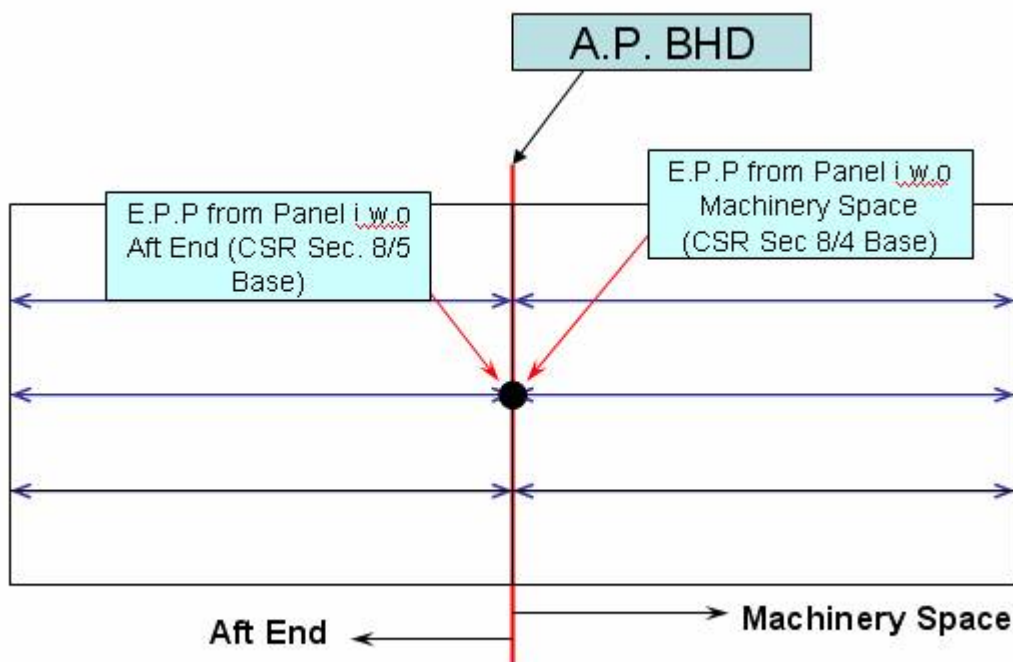 A.P. BHD
E.P.P from Panel i.w.o
Aft End (CSR Sec. 8/5
Base)
E.P.P from Panel i.w.o
Machinery Space
(CSR Sec 8/4 Base)
Aft End
Machinery Space